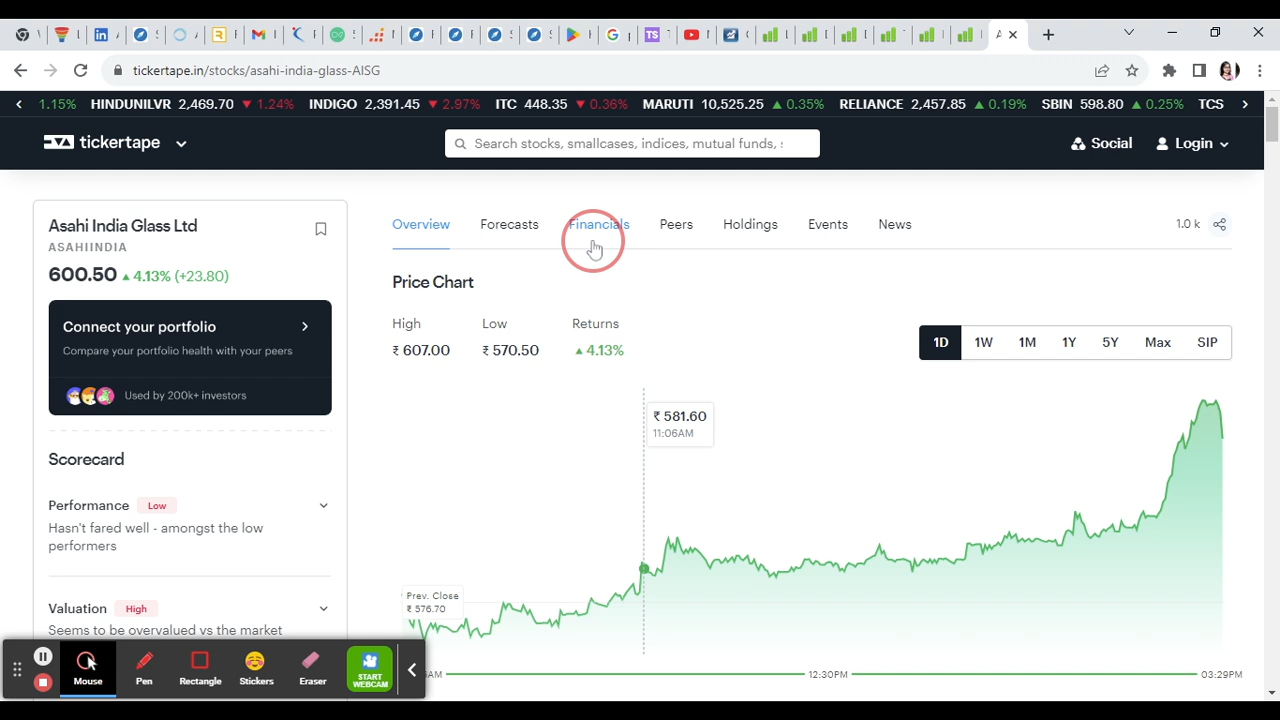 tickertape.in/stocks/asahi-india-glass-AISG
1.15% HINDUNILVR 2,469.70 ▼ 1.24% INDIGO 2,391.45 ▼ 2.97% ITC 448.35 ▼ 0.36% MARUTI 10,525.25 ▲ 0.35% RELIANCE 2,457.85 ▲ 0.19% SBIN 598.80 ▲ 0.25% TCS
tickertape
Search stocks, smallcases, indices, mutual funds, :
Social
Login
Asahi India Glass Ltd
ASAHIINDIA
600.50 ▲ 4.13% (+23.80)
Connect your portfolio
Compare your portfolio health with your peers
Used by 200k+ investors
Scorecard
Performance Low
Hasn't fared well - amongst the low
performers
Valuation High
Seems to be overvalued vs the market
Overview Forecasts Financials Peers Holdings Events News
1.0 k
Price Chart
High Low Returns
₹ 607.00 ₹ 570.50 ▲ 4.13%
1D 1W 1M 1Y 5Y Max SIP
₹ 581.60
11:06AM
Prev. Close
₹ 576.70
AM 12:30PM 03:29PM
Mouse Pen Rectangle Stickers Eraser
START
WEBCAM